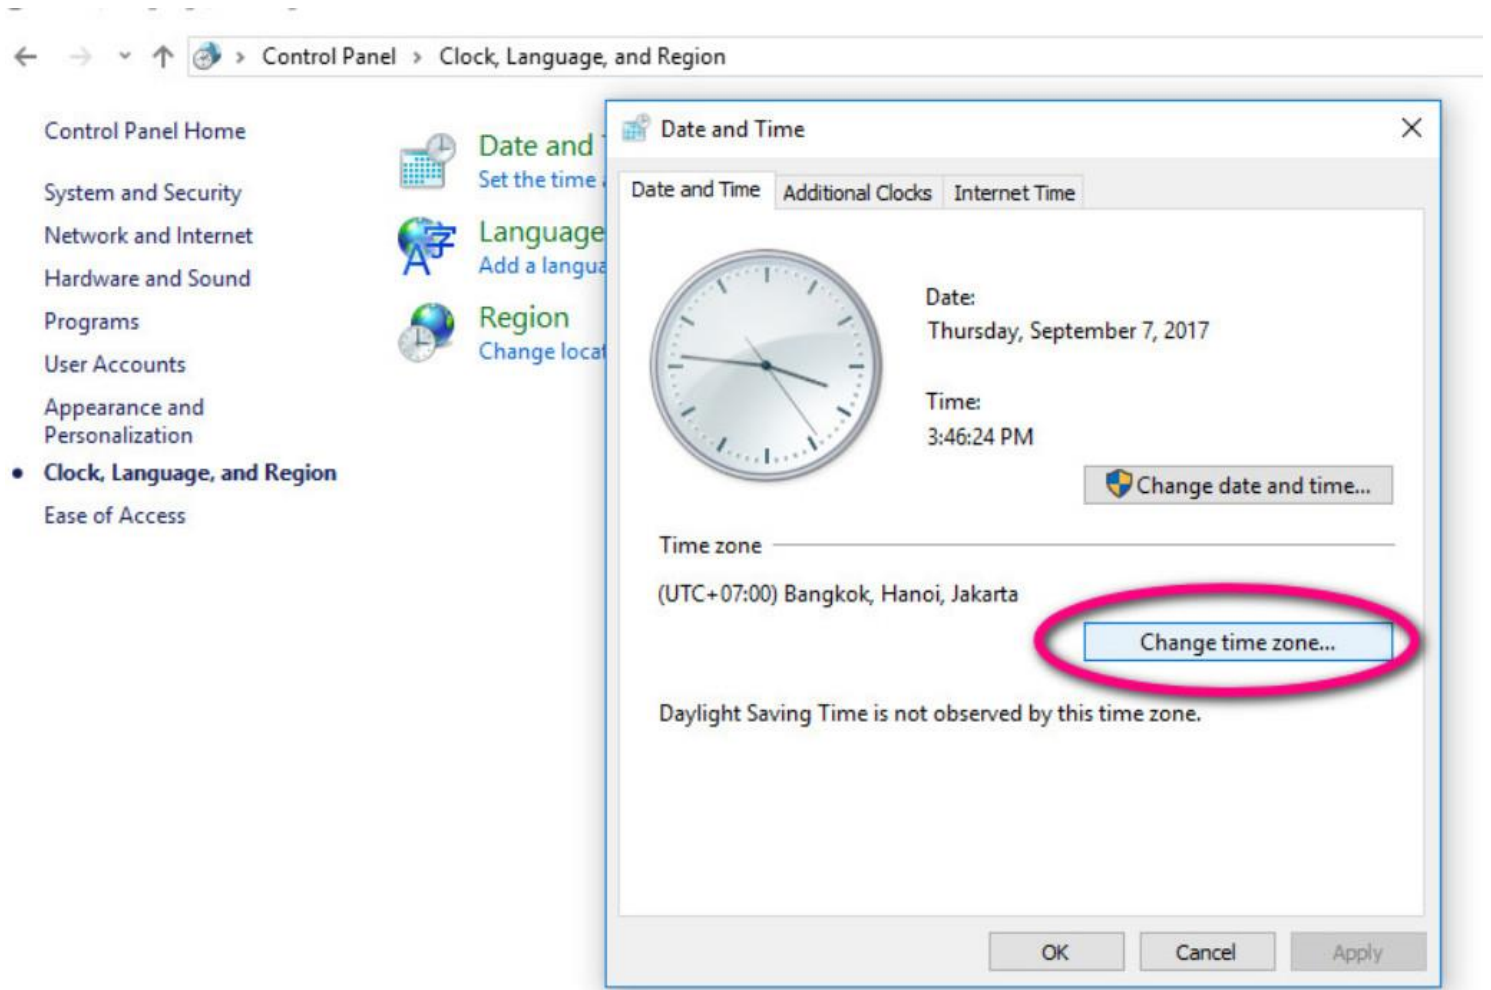 Control Panel > Clock, Language, and Region
Control Panel Home
System and Security
Network and Internet
Hardware and Sound
Programs
User Accounts
Appearance and
Personalization
Clock, Language, and Region
Ease of Access
Date and
Set the time
Language
Add a langua
Region
Change locat
Date and Time
Date and Time Additional Clocks Internet Time
Date:
Thursday, September 7, 2017
Time:
3:46:24 PM
Change date and time...
Time zone
(UTC+07:00) Bangkok, Hanoi, Jakarta
Change time zone...
Daylight Saving Time is not observed by this time zone.
OK Cancel Apply